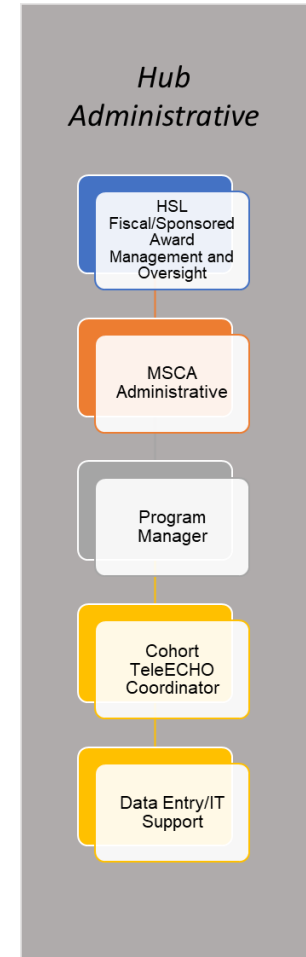 Hub
Administrative
HSL
Fiscal/Sponsored
Award
Management and
Oversight
MSCA
Administrative
Program
Manager
Cohort
TeleECHO
Coordinator
Data Entry/IT
Support